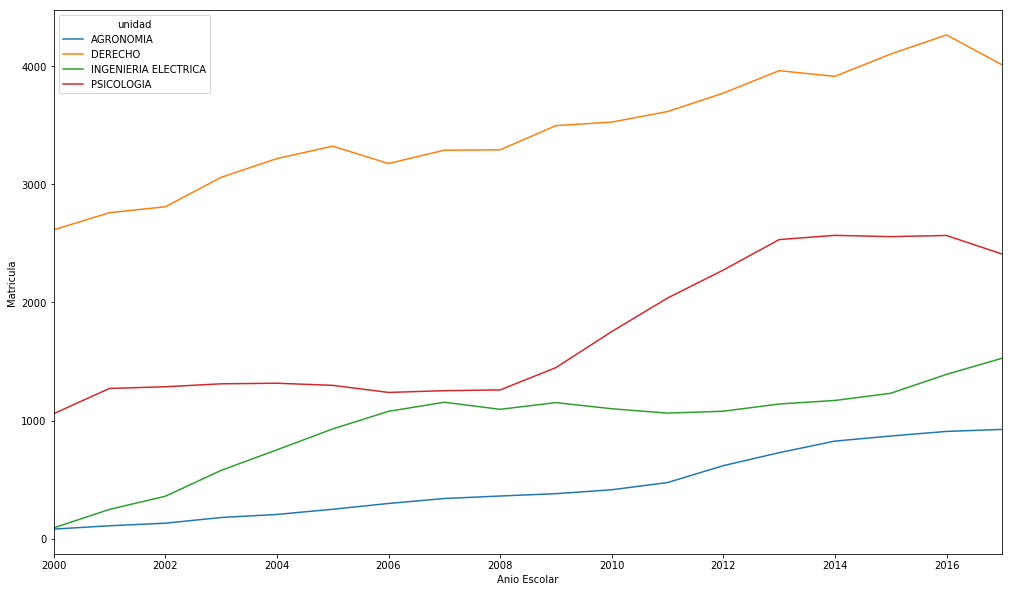 unidad
AGRONOMIA
DERECHO
INGENIERIA ELECTRICA
PSICOLOGIA
4000
3000
2000
1000
0
Matricula
2000 2002 2004 2006 2008 2010 2012 2014 2016
Anio Escolar